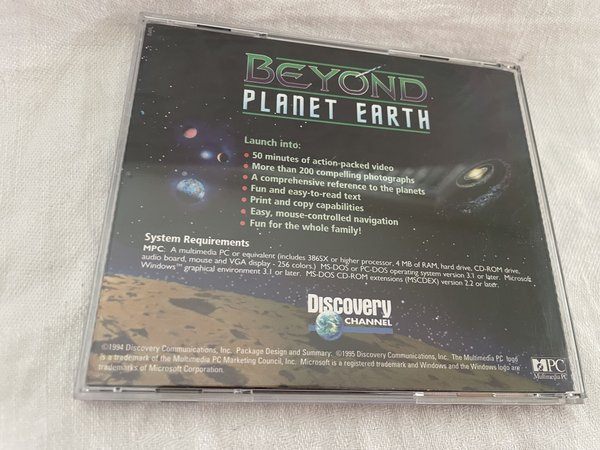 BEYOND
PLANET EARTH
Launch into:
• 50 minutes of action-packed video
• More than 200 compelling photographs
• A comprehensive reference to the planets
• Fun and easy-to-read text
• Print and copy capabilities
• Easy, mouse-controlled navigation
• Fun for the whole family!
System Requirements
MPC: A multimedia PC or equivalent (includes 386SX or higher processor, 4 MB of RAM, hard drive, CD-ROM drive,
audio board, mouse and VGA display - 256 colors.) MS-DOS or PC-DOS operating system version 3.1 or later. Microsoft
Windows™ graphical environment 3.1 or later. MS-DOS CD-ROM extensions (MSCDEX) version 2.2 or later.
Discovery
CHANNEL
©1994 Discovery Communications, Inc. Package Design and Summary: ©1995 Discovery Communications, Inc. The Multimedia PC logo
is a trademark of the Multimedia PC Marketing Council, Inc. Microsoft is a registered trademark and Windows and the Windows logo are
trademarks of Microsoft Corporation.
MPC
Multimedia PC